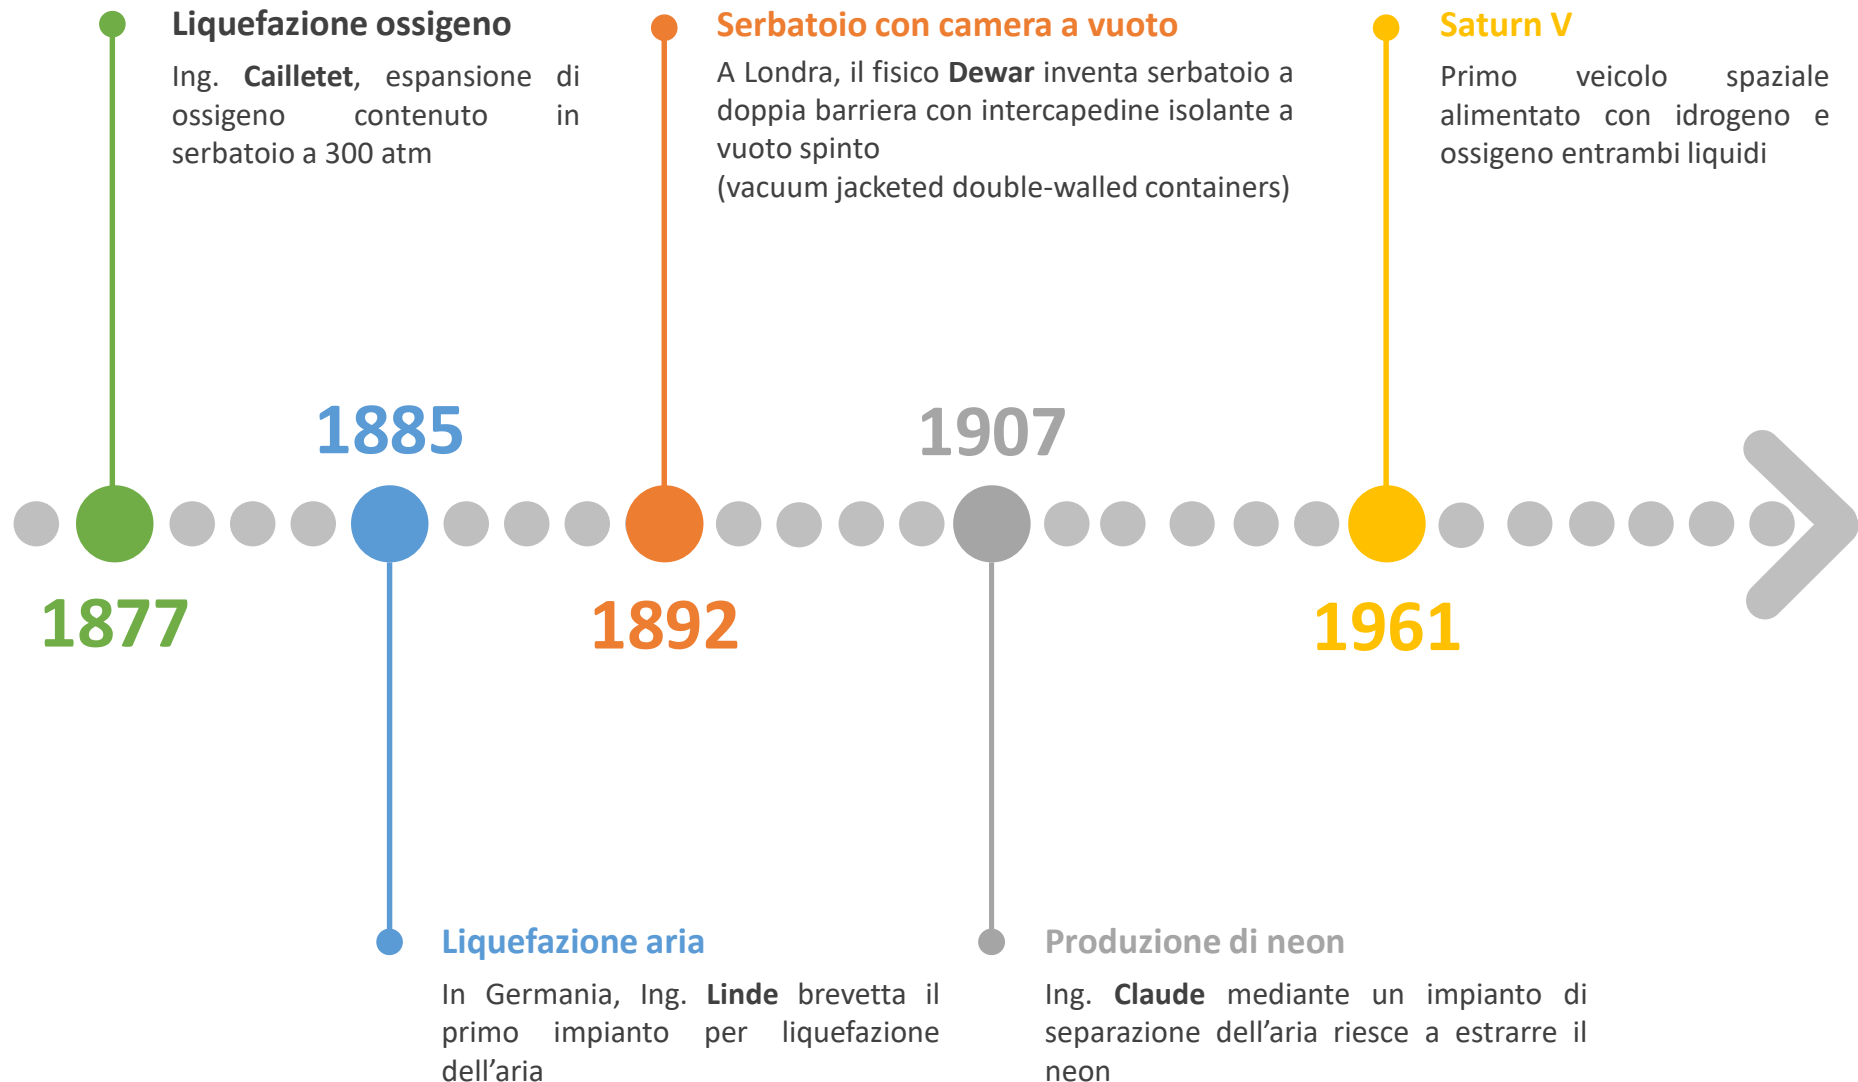 Liquefazione ossigeno
Ing. Cailletet, espansione di
ossigeno contenuto in
serbatoio a 300 atm
Serbatoio con camera a vuoto
A Londra, il fisico Dewar inventa serbatoio a
doppia barriera con intercapedine isolante a
vuoto spinto
(vacuum jacketed double-walled containers)
Saturn V
Primo veicolo spaziale
alimentato con idrogeno e
ossigeno entrambi liquidi
1885
1907
1877
1892
1961
Liquefazione aria
In Germania, Ing. Linde brevetta il
primo impianto per liquefazione
dell’aria
Produzione di neon
Ing. Claude mediante un impianto di
separazione dell’aria riesce a estrarre il
neon